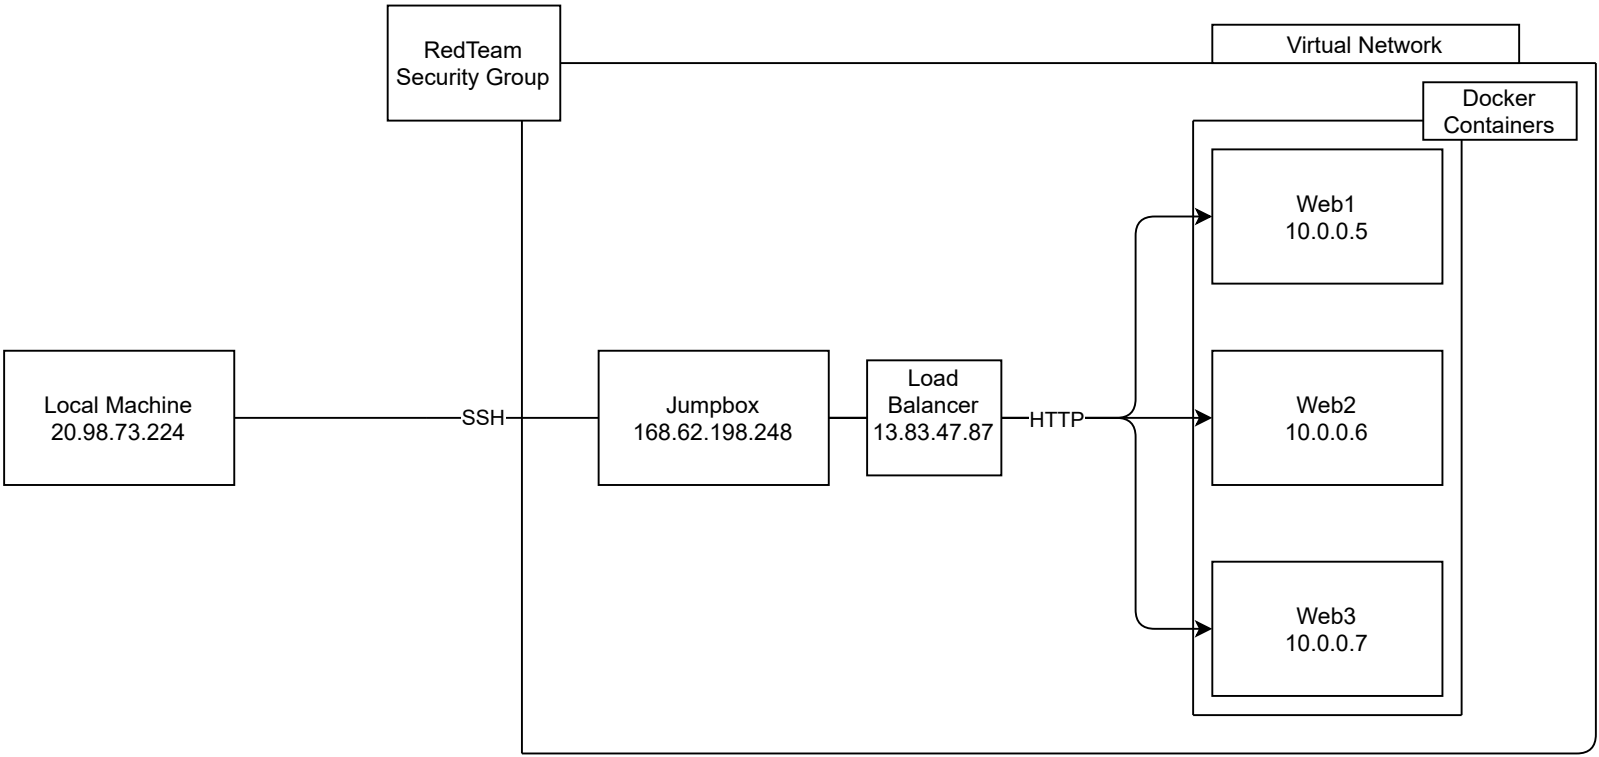 RedTeam
Security Group
Virtual Network
Docker
Containers
Web1
10.0.0.5
Local Machine
20.98.73.224
SSH
Jumpbox
168.62.198.248
Load
Balancer
13.83.47.87
HTTP
Web2
10.0.0.6
Web3
10.0.0.7